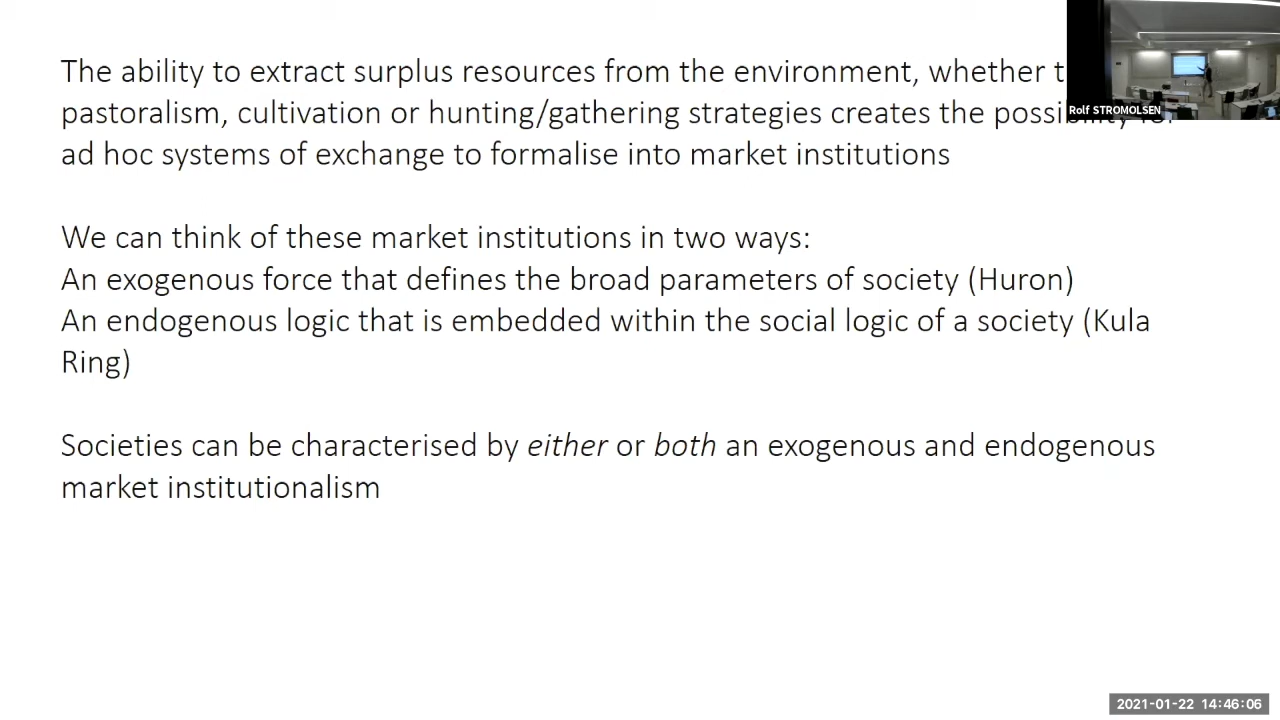 The ability to extract surplus resources from the environment, whether
pastoralism, cultivation or hunting/gathering strategies creates the possibility for
ad hoc systems of exchange to formalise into market institutions
We can think of these market institutions in two ways:
An exogenous force that defines the broad parameters of society (Huron)
An endogenous logic that is embedded within the social logic of a society (Kula
Ring)
Societies can be characterised by either or both an exogenous and endogenous
market institutionalism
Rolf STROMOLSEN
2021-01-22 14:46:06